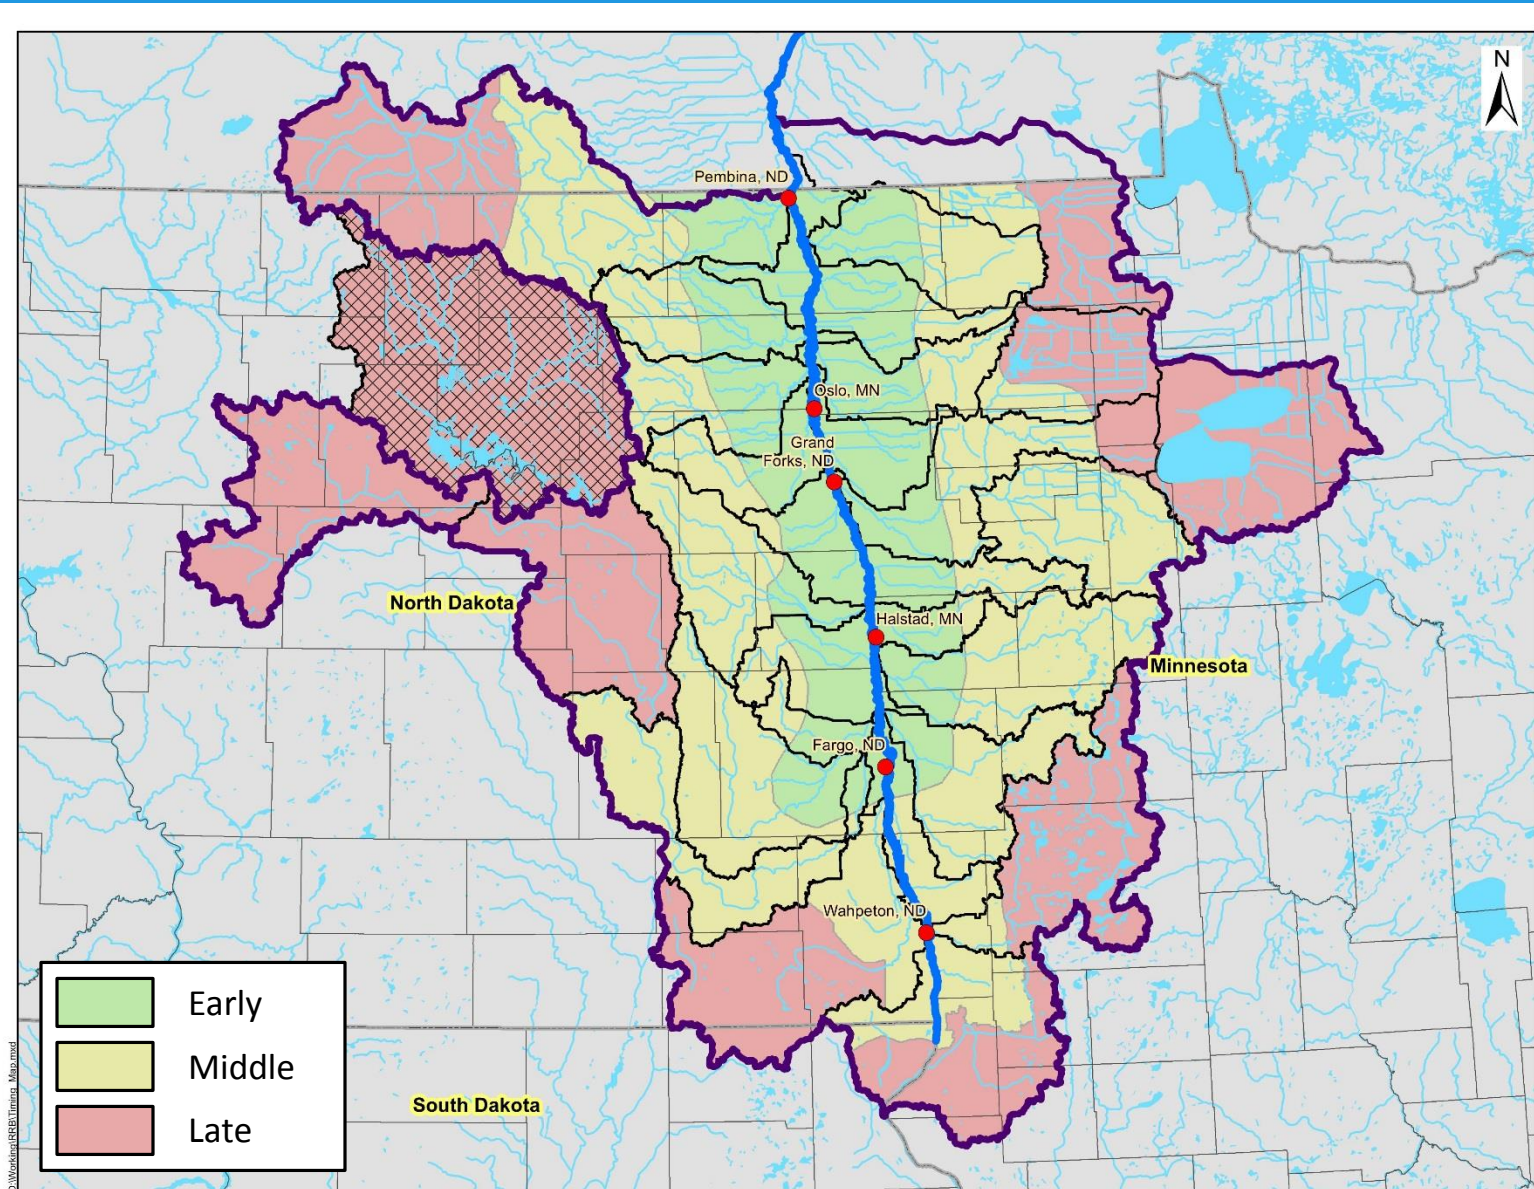 N
Pembina, ND
Oslo, MN
Grand
Forks, ND
North Dakota
Halstad, MN
Minnesota
Fargo, ND
Wahpeton, ND
Early
Middle
Late
South Dakota